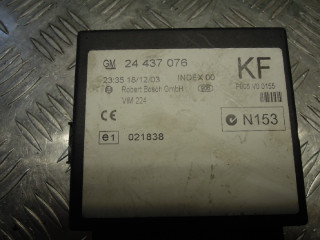 GM 24 437 076
KF
23:35 18/12/03 INDEX 00
Robert Bosch GmbH
VIM 224
N153
CE
e1 021838